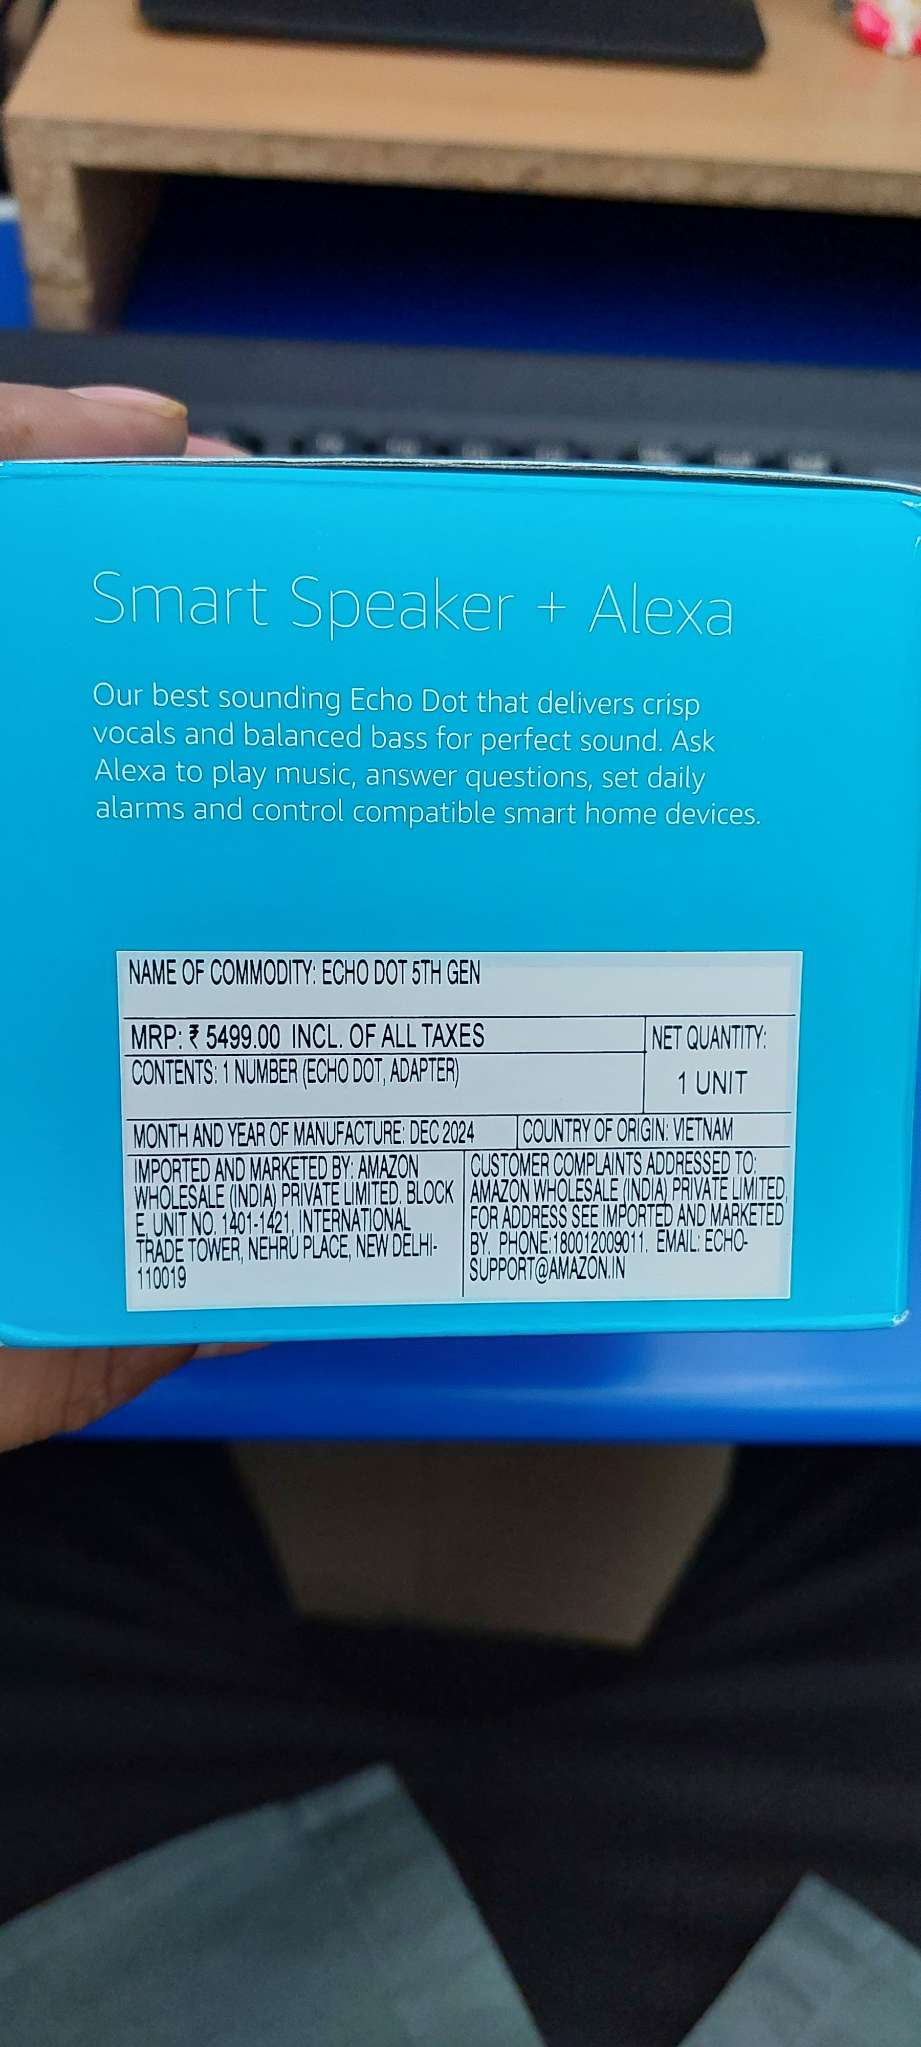 Smart Speaker + Alexa
Our best sounding Echo Dot that delivers crisp
vocals and balanced bass for perfect sound. Ask
Alexa to play music, answer questions, set daily
alarms and control compatible smart home devices.
NAME OF COMMODITY: ECHO DOT 5TH GEN
MRP: ₹ 5499.00 INCL. OF ALL TAXES
CONTENTS: 1 NUMBER (ECHO DOT, ADAPTER)
NET QUANTITY:
1 UNIT
MONTH AND YEAR OF MANUFACTURE: DEC 2024
COUNTRY OF ORIGIN: VIETNAM
IMPORTED AND MARKETED BY: AMAZON
WHOLESALE (INDIA) PRIVATE LIMITED, BLOCK
E, UNIT NO. 1401-1421, INTERNATIONAL
TRADE TOWER, NEHRU PLACE, NEW DELHI-
110019
CUSTOMER COMPLAINTS ADDRESSED TO:
AMAZON WHOLESALE (INDIA) PRIVATE LIMITED,
FOR ADDRESS SEE IMPORTED AND MARKETED
BY. PHONE:180012009011. EMAIL: ECHO-
SUPPORT@AMAZON.IN